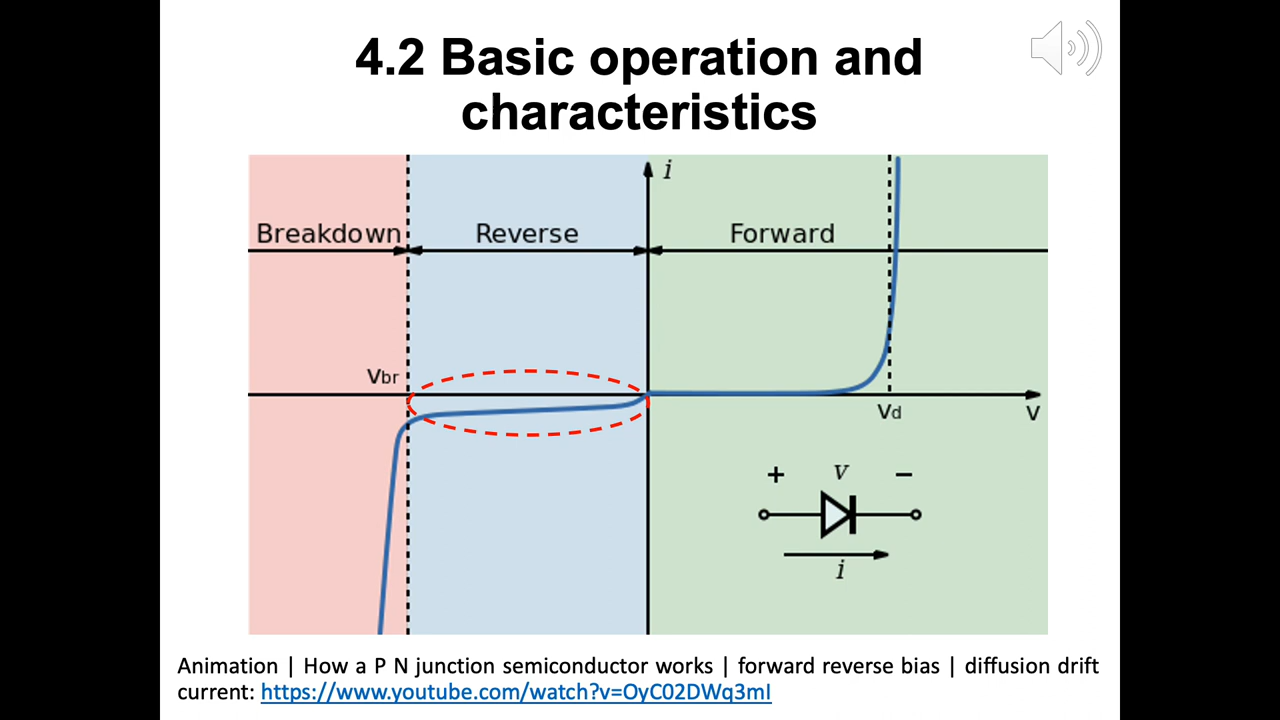 4.2 Basic operation and
characteristics
i
Breakdown
Reverse
Forward
Vbr
Vd
V
+ v −
i
Animation | How a P N junction semiconductor works | forward reverse bias | diffusion drift
current: https://www.youtube.com/watch?v=OyC02DWq3mI